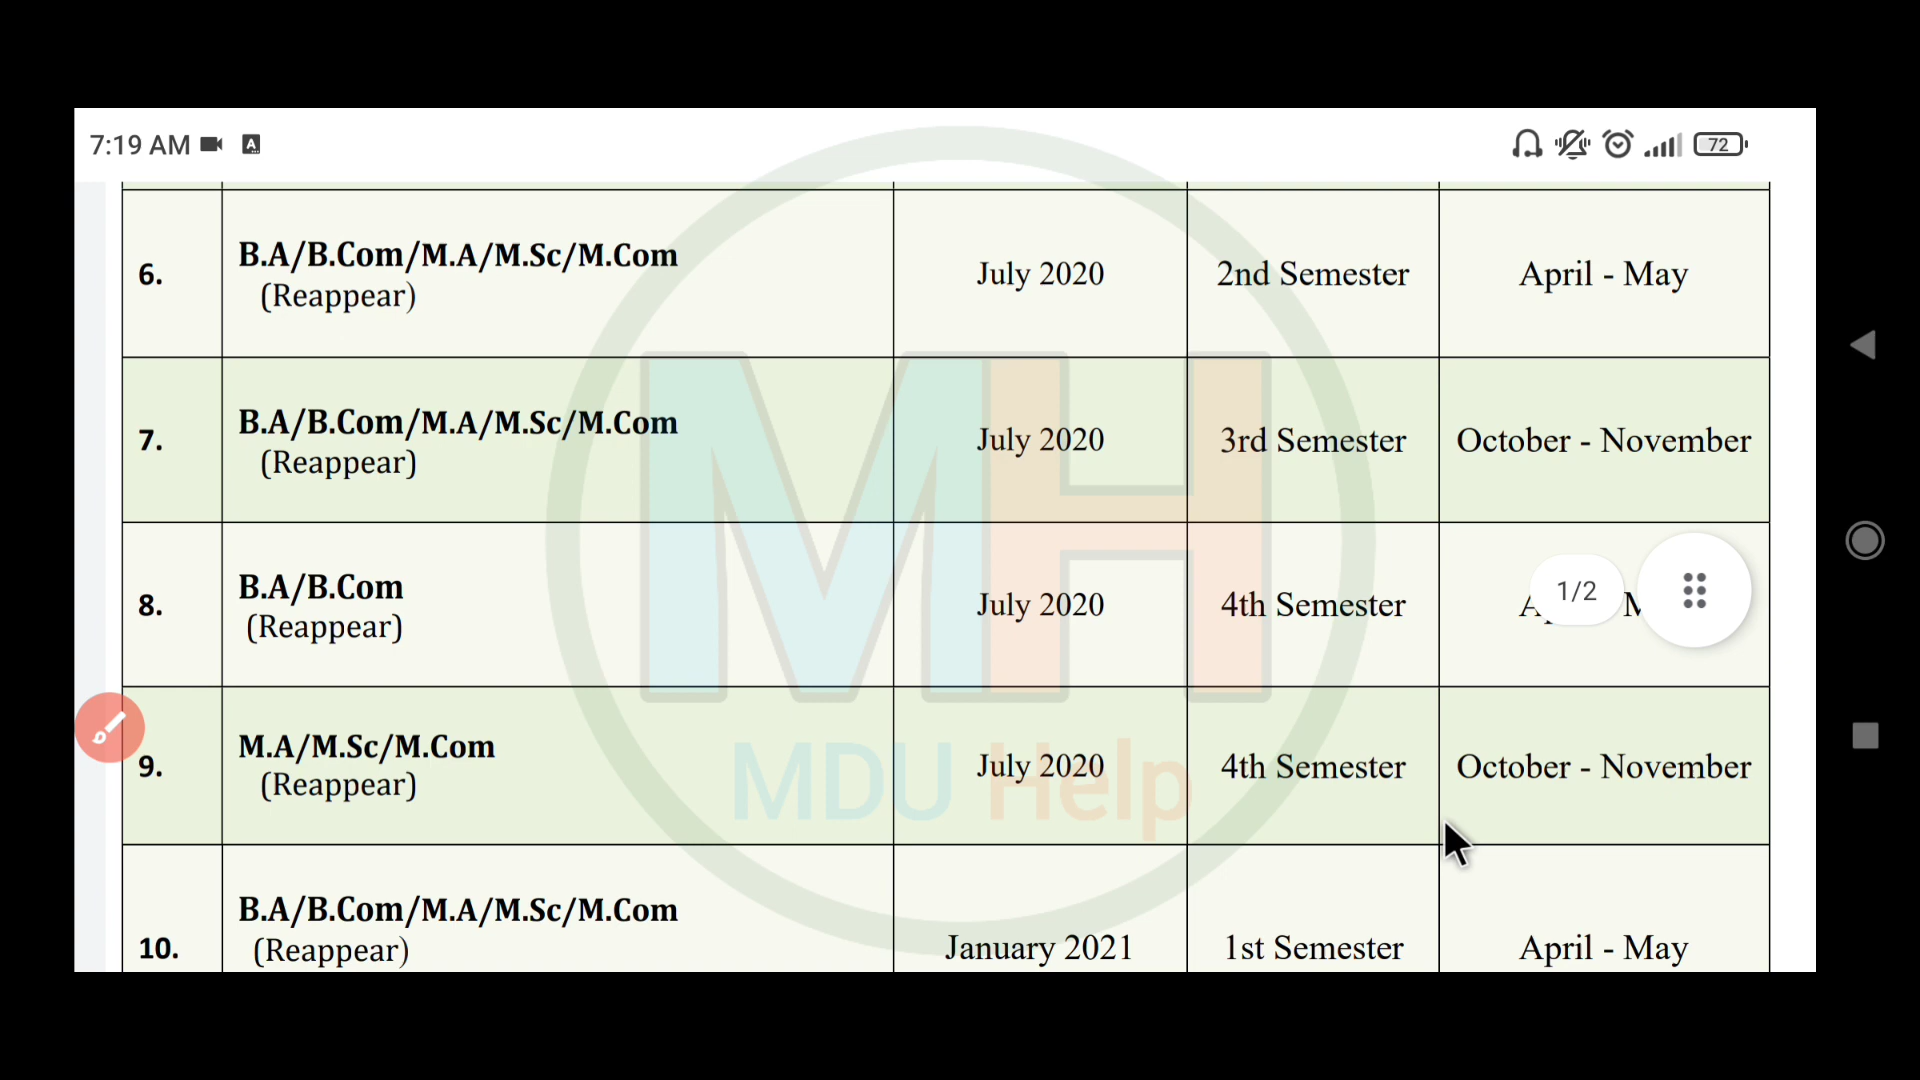 7:19 AM
72
6.
B.A/B.Com/M.A/M.Sc/M.Com
(Reappear)
July 2020
2nd Semester
April - May
7.
B.A/B.Com/M.A/M.Sc/M.Com
(Reappear)
July 2020
3rd Semester
October - November
8.
B.A/B.Com
(Reappear)
July 2020
4th Semester
1/2
9.
M.A/M.Sc/M.Com
(Reappear)
July 2020
4th Semester
October - November
10.
B.A/B.Com/M.A/M.Sc/M.Com
(Reappear)
January 2021
1st Semester
April - May
MH
MDU Help